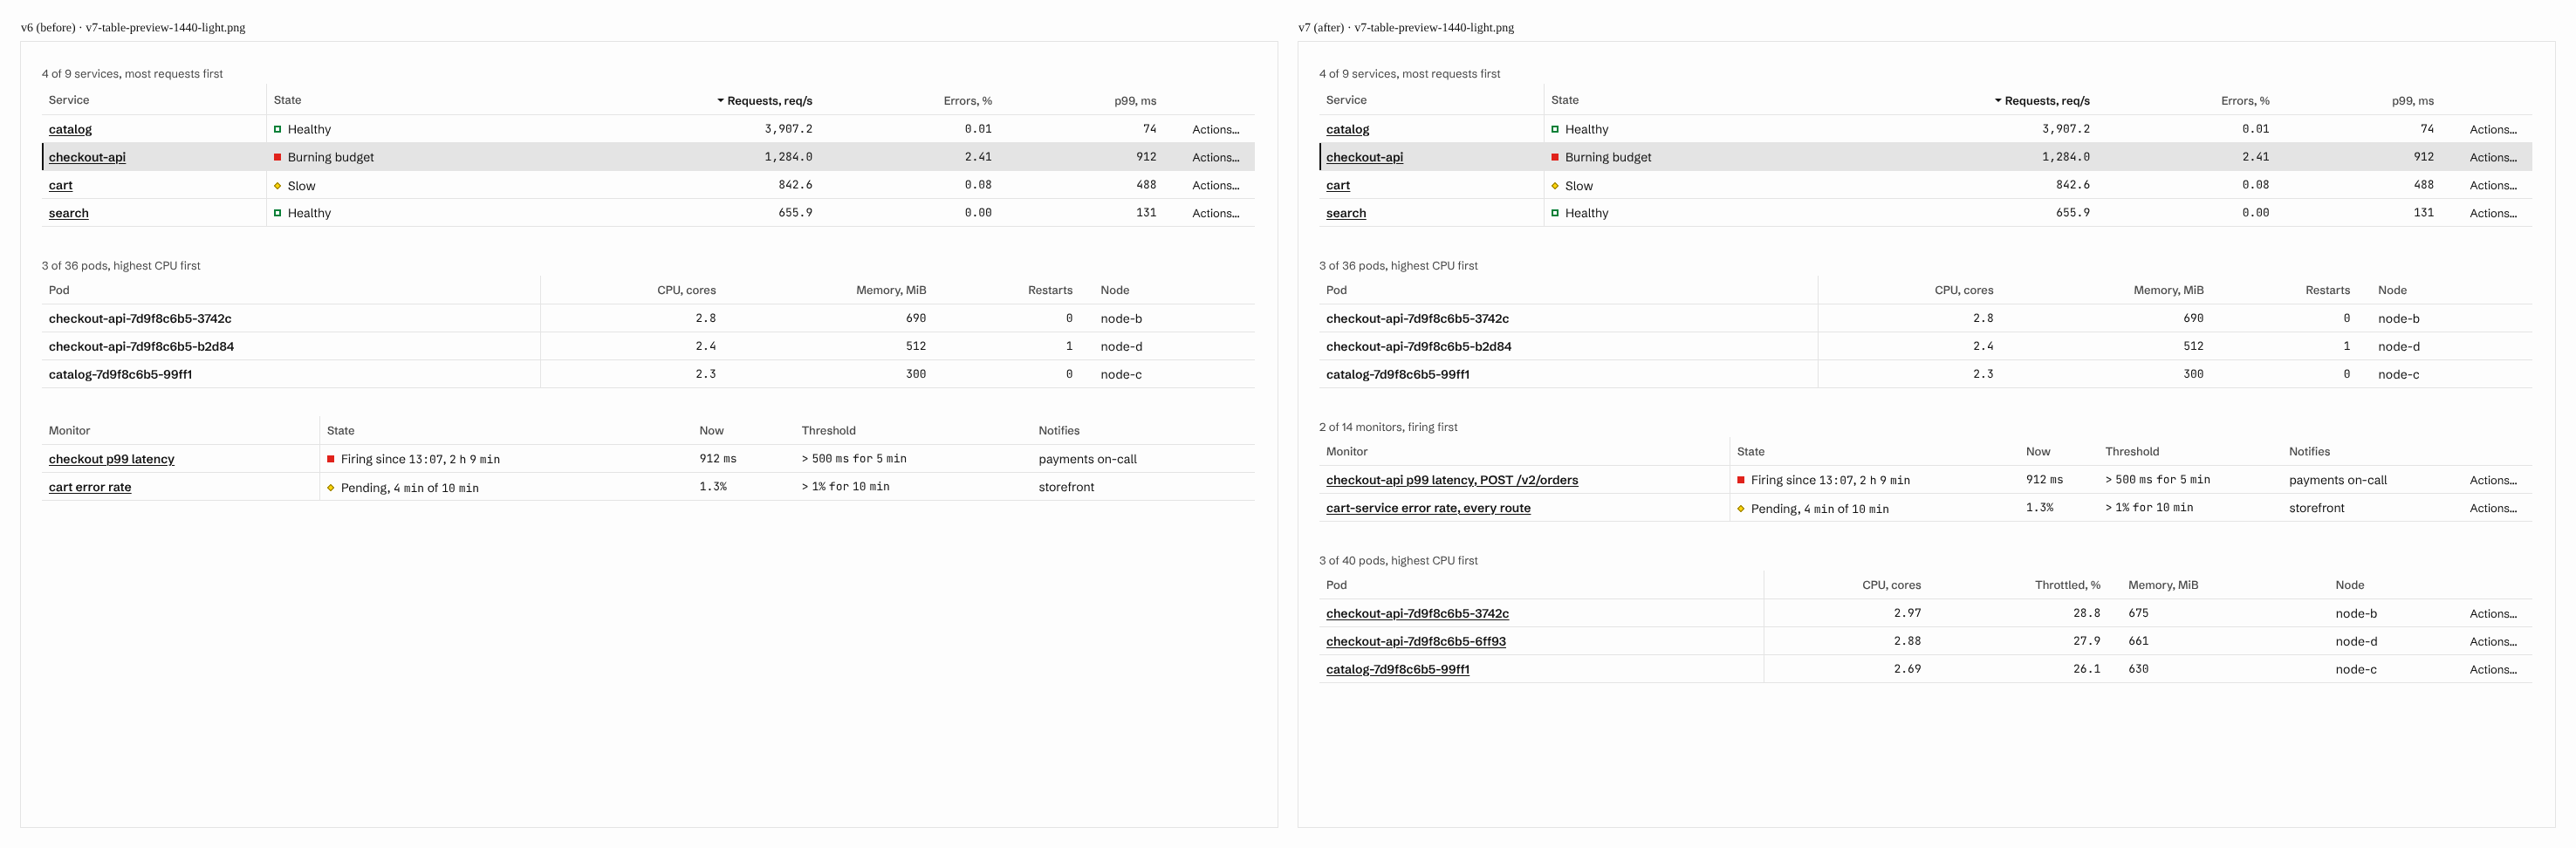 v6 (before) · v7-table-preview-1440-light.png
4 of 9 services, most requests first
Service State Requests, req/s Errors, % p99, ms
catalog Healthy 3,907.2 0.01 74 Actions...
checkout-api Burning budget 1,284.0 2.41 912 Actions...
cart Slow 842.6 0.08 488 Actions...
search Healthy 655.9 0.00 131 Actions...
3 of 36 pods, highest CPU first
Pod CPU, cores Memory, MiB Restarts Node
checkout-api-7d9f8c6b5-3742c 2.8 690 0 node-b
checkout-api-7d9f8c6b5-b2d84 2.4 512 1 node-d
catalog-7d9f8c6b5-99ff1 2.3 300 0 node-c
Monitor State Now Threshold Notifies
checkout p99 latency Firing since 13:07, 2 h 9 min 912 ms > 500 ms for 5 min payments on-call
cart error rate Pending, 4 min of 10 min 1.3% > 1% for 10 min storefront
v7 (after) · v7-table-preview-1440-light.png
4 of 9 services, most requests first
Service State Requests, req/s Errors, % p99, ms
catalog Healthy 3,907.2 0.01 74 Actions...
checkout-api Burning budget 1,284.0 2.41 912 Actions...
cart Slow 842.6 0.08 488 Actions...
search Healthy 655.9 0.00 131 Actions...
3 of 36 pods, highest CPU first
Pod CPU, cores Memory, MiB Restarts Node
checkout-api-7d9f8c6b5-3742c 2.8 690 0 node-b
checkout-api-7d9f8c6b5-b2d84 2.4 512 1 node-d
catalog-7d9f8c6b5-99ff1 2.3 300 0 node-c
2 of 14 monitors, firing first
Monitor State Now Threshold Notifies
checkout-api p99 latency, POST /v2/orders Firing since 13:07, 2 h 9 min 912 ms > 500 ms for 5 min payments on-call Actions...
cart-service error rate, every route Pending, 4 min of 10 min 1.3% > 1% for 10 min storefront Actions...
3 of 40 pods, highest CPU first
Pod CPU, cores Throttled, % Memory, MiB Node
checkout-api-7d9f8c6b5-3742c 2.97 28.8 675 node-b Actions...
checkout-api-7d9f8c6b5-6ff93 2.88 27.9 661 node-d Actions...
catalog-7d9f8c6b5-99ff1 2.69 26.1 630 node-c Actions...